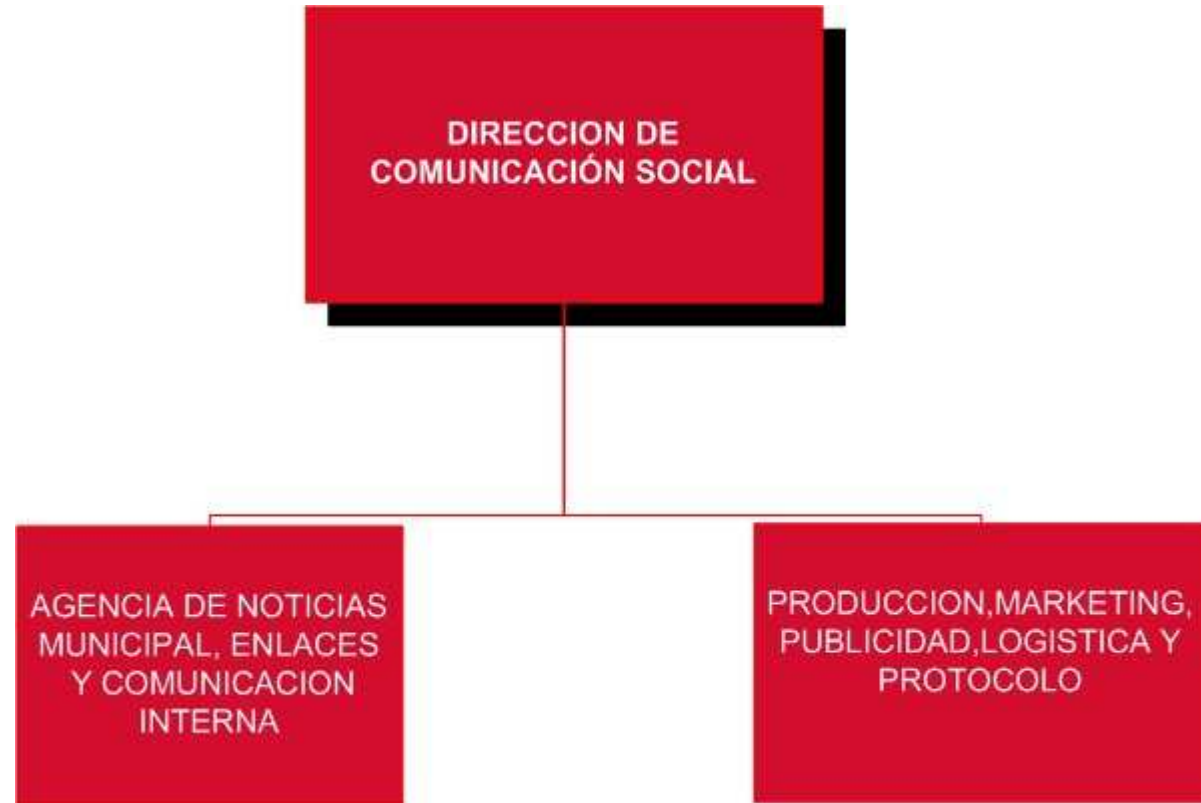 DIRECCION DE
COMUNICACIÓN SOCIAL
AGENCIA DE NOTICIAS
MUNICIPAL, ENLACES
Y COMUNICACION
INTERNA
PRODUCCION,MARKETING,
PUBLICIDAD,LOGISTICA Y
PROTOCOLO